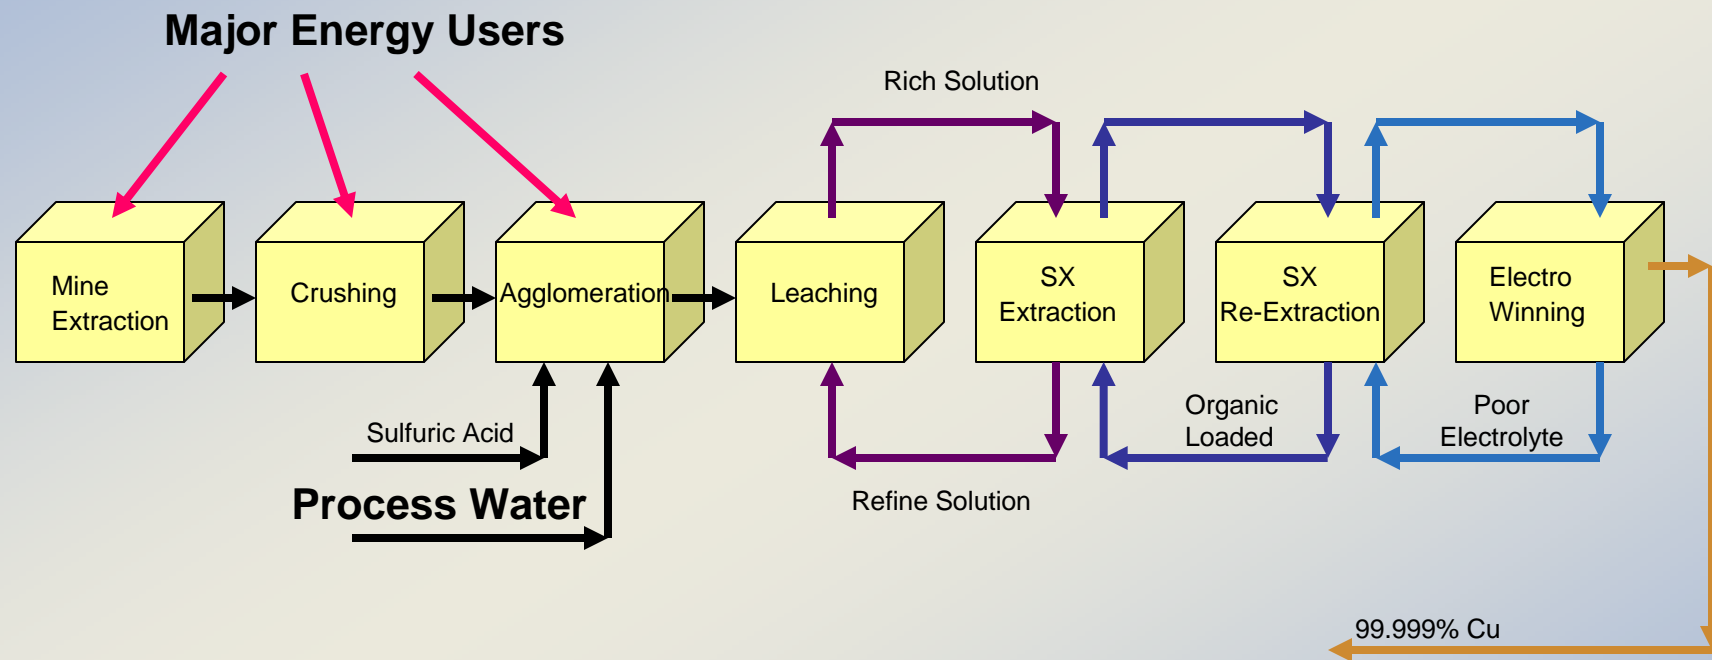 Major Energy Users
Rich Solution
Mine
Extraction
Crushing
Agglomeration
Leaching
SX
Extraction
SX
Re-Extraction
Electro
Winning
Sulfuric Acid
Process Water
Refine Solution
Organic
Loaded
Poor
Electrolyte
99.999% Cu